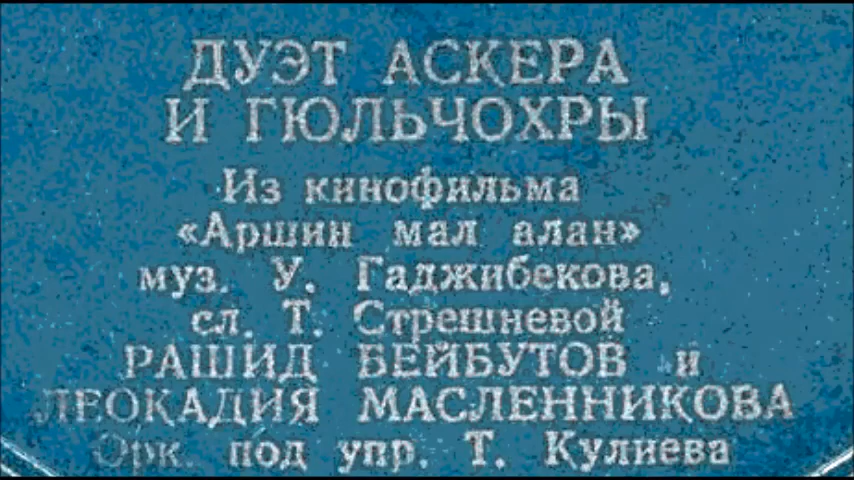 ДУЭТ АСКЕРА
И ГЮЛЬЧОХРЫ
Из кинофильма
«Аршин мал алан»
муз. У. Гаджибекова,
сл. Т. Стрешневой
РАШИД БЕЙБУТОВ и
ЛЕОКАДИЯ МАСЛЕННИКОВА
Орк. под упр. Т. Кулиева